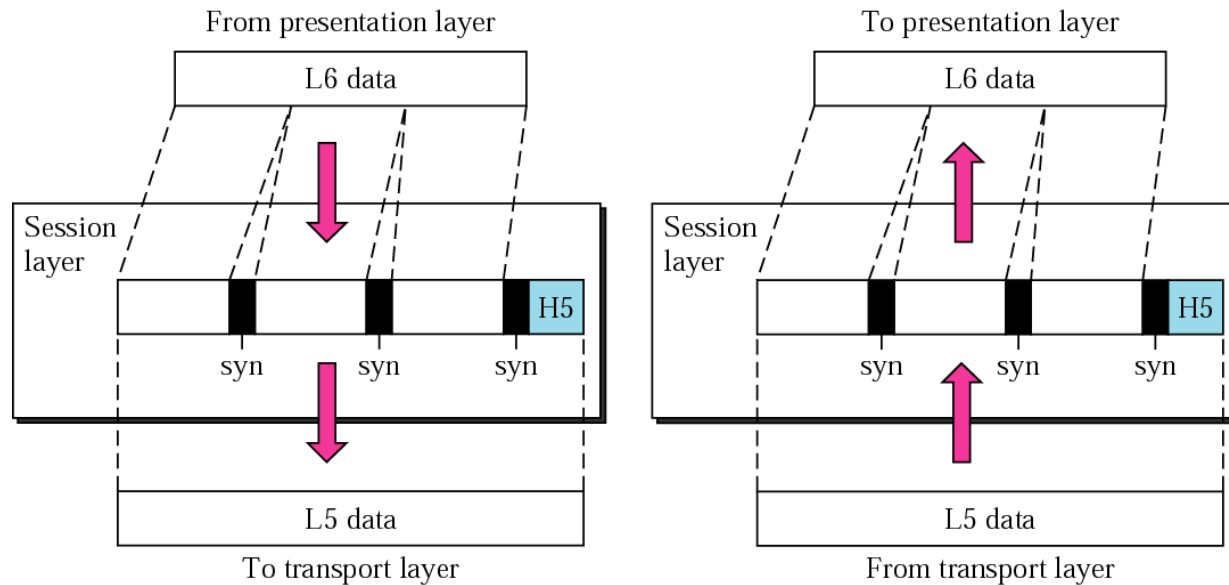 From presentation layer
L6 data
Session
layer
H5
syn
syn
syn
L5 data
To transport layer
To presentation layer
L6 data
Session
layer
H5
syn
syn
syn
L5 data
From transport layer